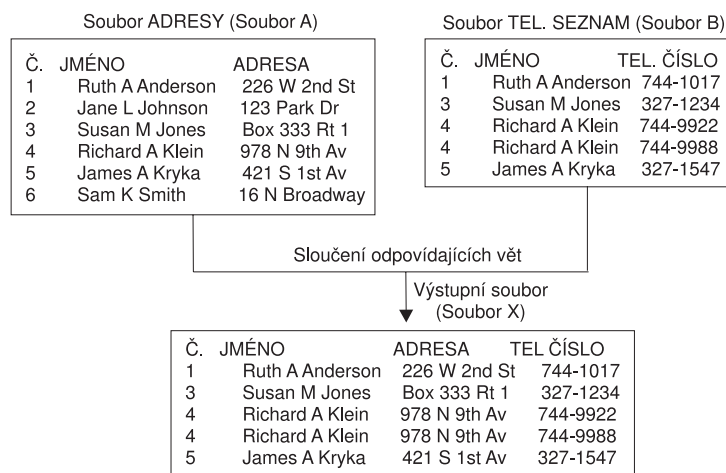 Soubor ADRESY (Soubor A)
Č. JMÉNO ADRESA
1 Ruth A Anderson 226 W 2nd St
2 Jane L Johnson 123 Park Dr
3 Susan M Jones Box 333 Rt 1
4 Richard A Klein 978 N 9th Av
5 James A Kryka 421 S 1st Av
6 Sam K Smith 16 N Broadway
Soubor TEL. SEZNAM (Soubor B)
Č. JMÉNO TEL. ČÍSLO
1 Ruth A Anderson 744-1017
3 Susan M Jones 327-1234
4 Richard A Klein 744-9922
4 Richard A Klein 744-9988
5 James A Kryka 327-1547
Sloučení odpovídajících vět
Výstupní soubor
(Soubor X)
Č. JMÉNO ADRESA TEL ČÍSLO
1 Ruth A Anderson 226 W 2nd St 744-1017
3 Susan M Jones Box 333 Rt 1 327-1234
4 Richard A Klein 978 N 9th Av 744-9922
4 Richard A Klein 978 N 9th Av 744-9988
5 James A Kryka 421 S 1st Av 327-1547